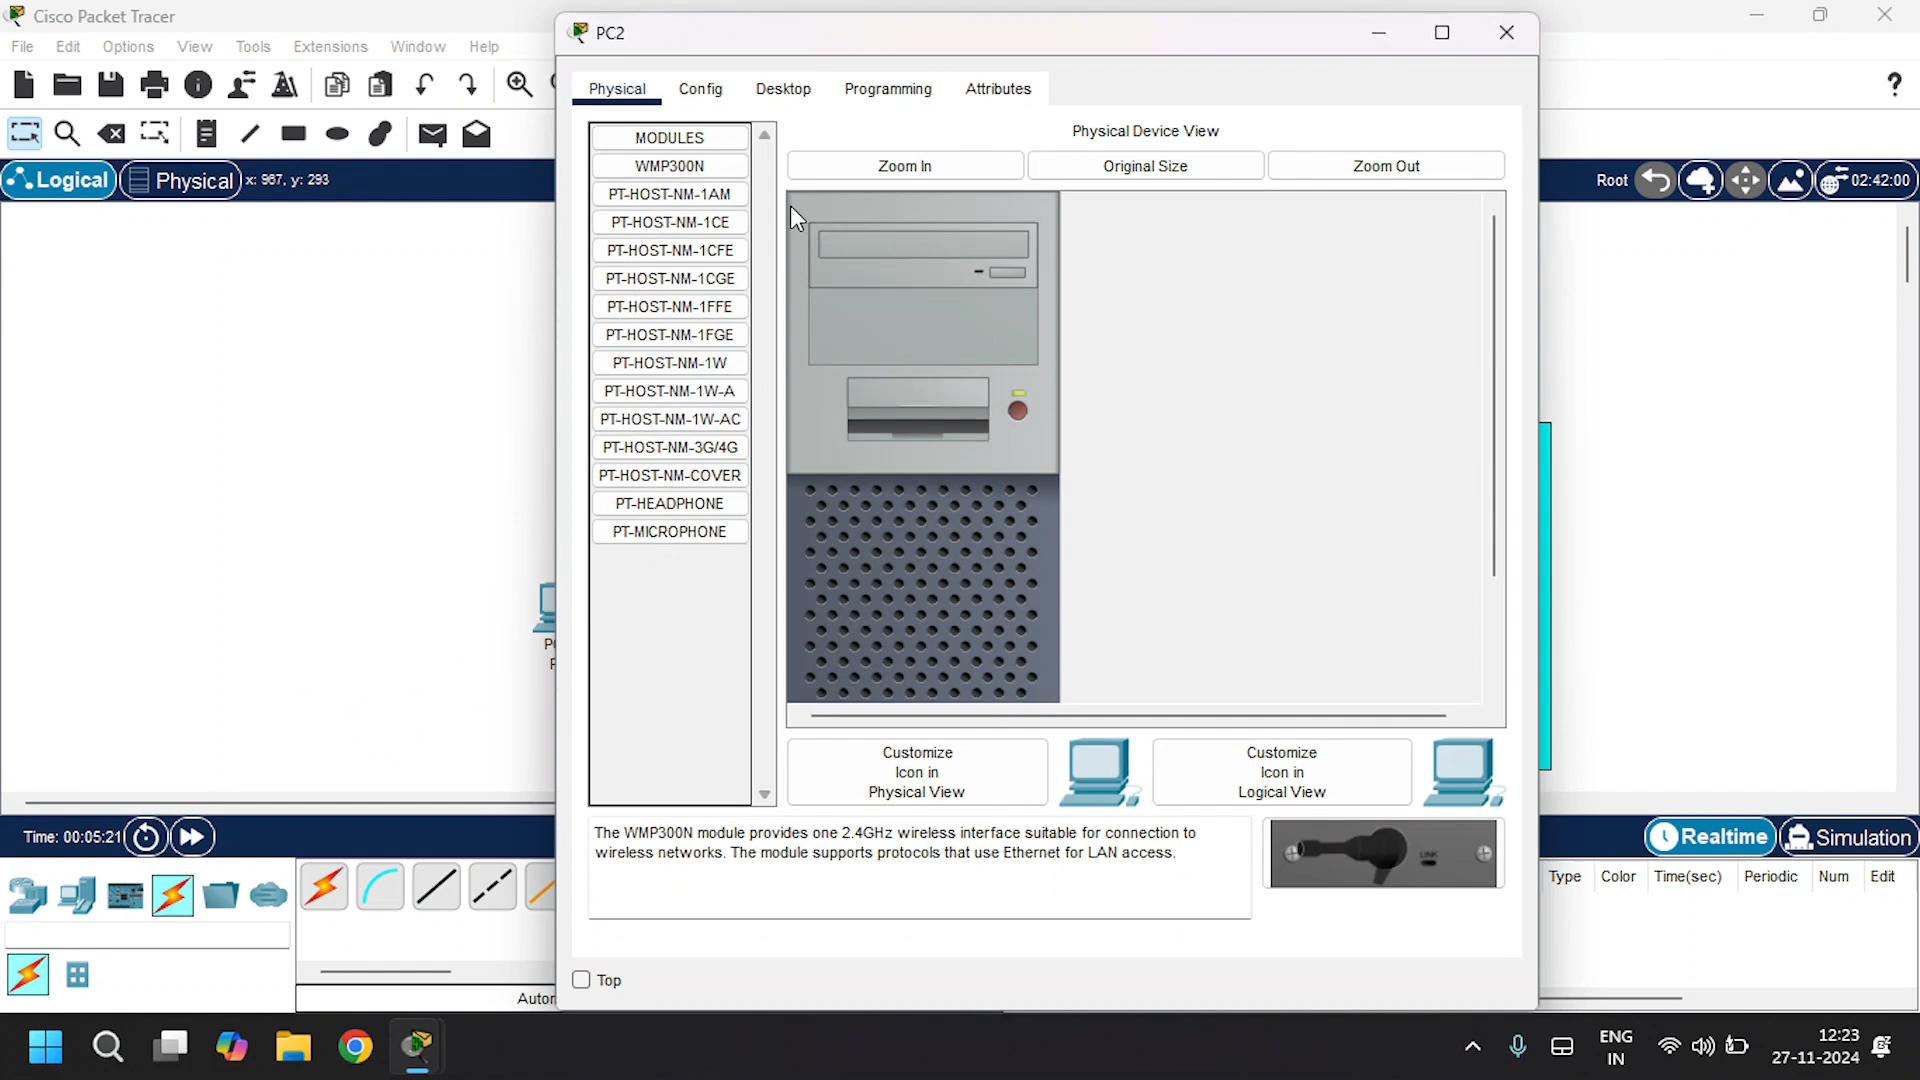 Cisco Packet Tracer
File Edit Options View Tools Extensions Window Help
Logical Physical x: 967, y: 293
Root 02:42:00
PC2
Physical Config Desktop Programming Attributes
MODULES
WMP300N
PT-HOST-NM-1AM
PT-HOST-NM-1CE
PT-HOST-NM-1CFE
PT-HOST-NM-1CGE
PT-HOST-NM-1FFE
PT-HOST-NM-1FGE
PT-HOST-NM-1W
PT-HOST-NM-1W-A
PT-HOST-NM-1W-AC
PT-HOST-NM-3G/4G
PT-HOST-NM-COVER
PT-HEADPHONE
PT-MICROPHONE
Physical Device View
Zoom In Original Size Zoom Out
Customize
Icon in
Physical View
Customize
Icon in
Logical View
The WMP300N module provides one 2.4GHz wireless interface suitable for connection to
wireless networks. The module supports protocols that use Ethernet for LAN access.
LINK
Top
Time: 00:05:21
Realtime Simulation
Type Color Time(sec) Periodic Num Edit
ENG
IN
12:23
27-11-2024